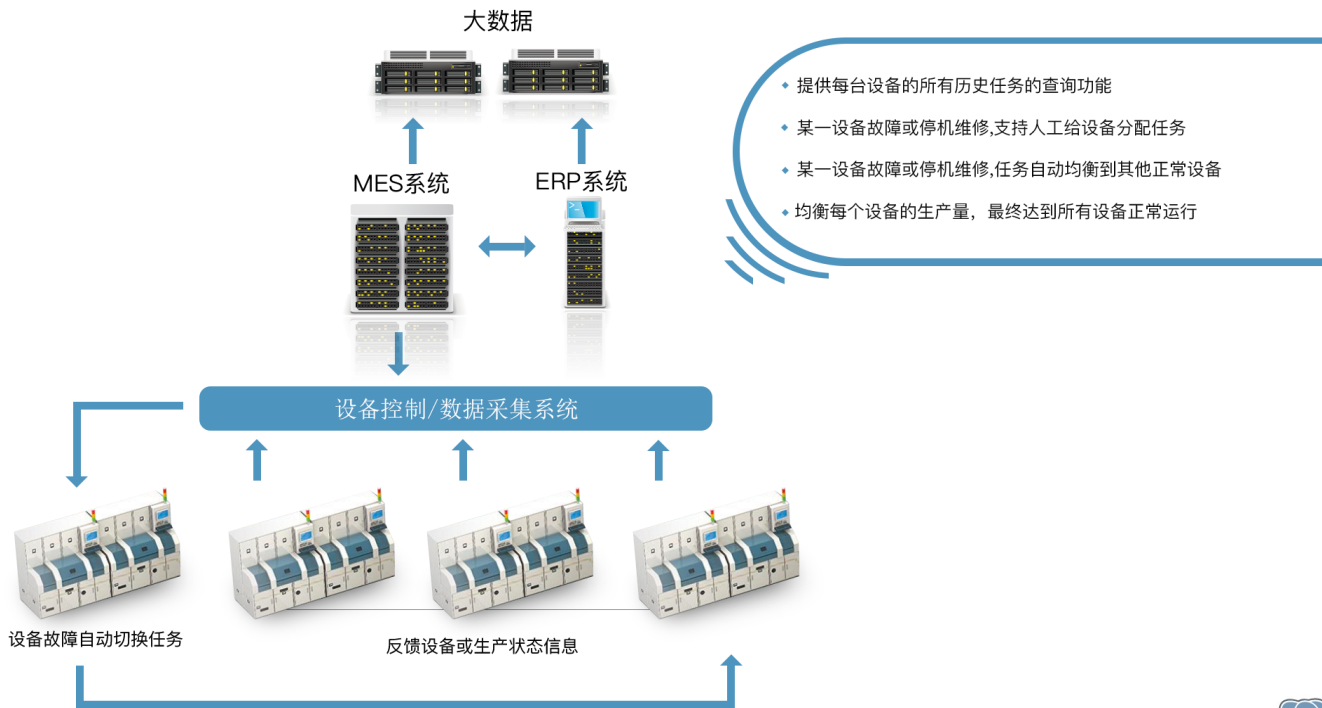 大数据
MES系统
ERP系统
提供每台设备的所有历史任务的查询功能
某一设备故障或停机维修,支持人工给设备分配任务
某一设备故障或停机维修,任务自动均衡到其他正常设备
均衡每个设备的生产量，最终达到所有设备正常运行
设备控制/数据采集系统
设备故障自动切换任务
反馈设备或生产状态信息